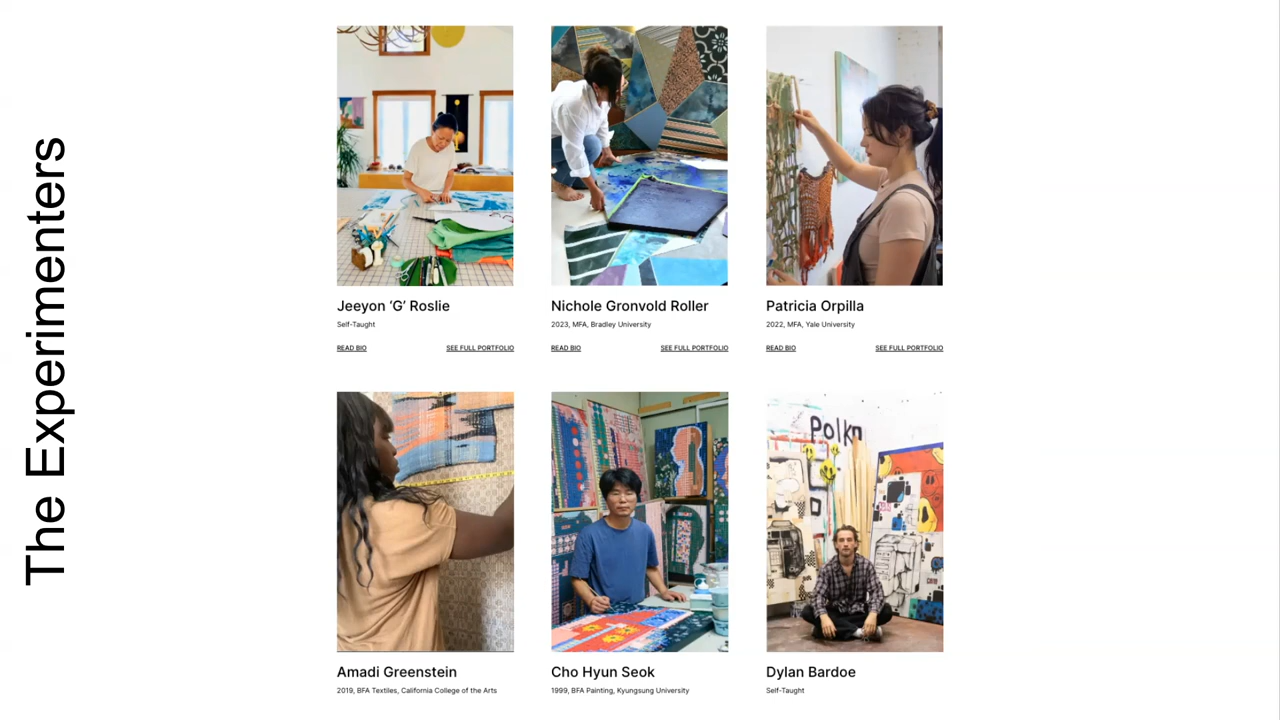 The Experimenters
Jeeyon ‘G’ Roslie
Self-Taught
READ BIO
SEE FULL PORTFOLIO
Nichole Gronvold Roller
2023, MFA, Bradley University
READ BIO
SEE FULL PORTFOLIO
Patricia Orpilla
2022, MFA, Yale University
READ BIO
SEE FULL PORTFOLIO
Polka
Amadi Greenstein
2019, BFA Textiles, California College of the Arts
Cho Hyun Seok
1999, BFA Painting, Kyungsung University
Dylan Bardoe
Self-Taught